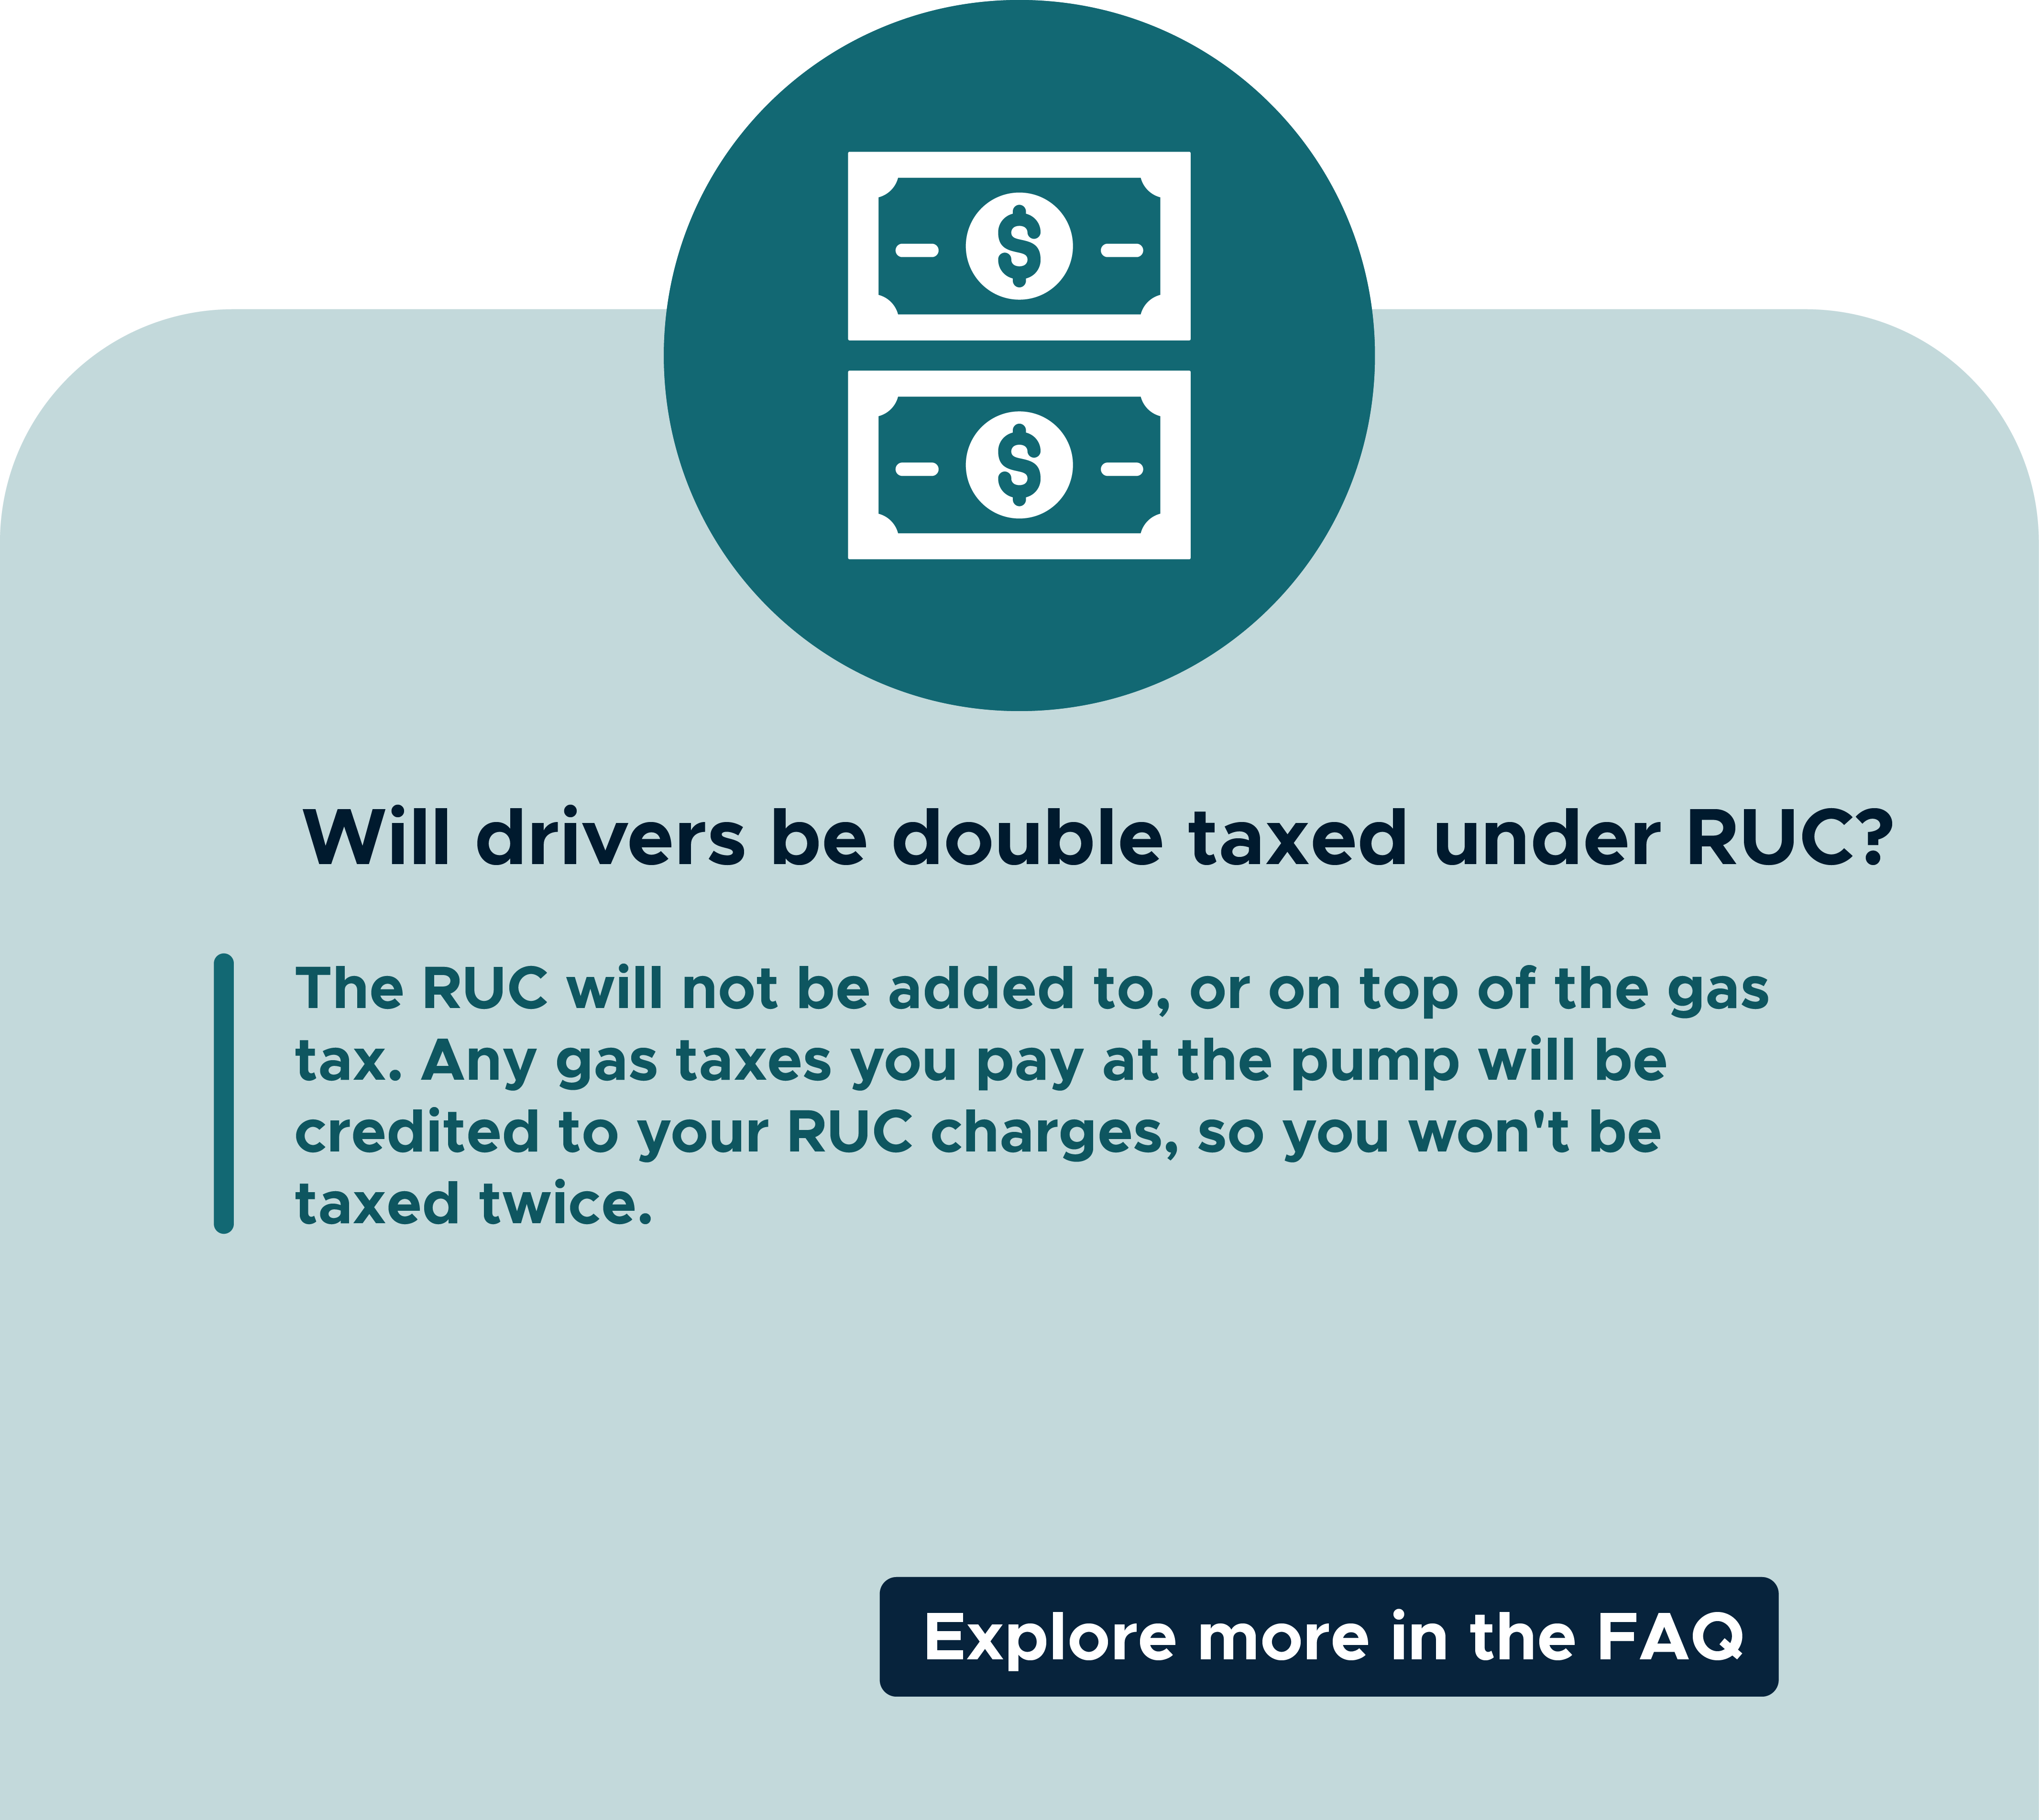 $
$
Will drivers be double taxed under RUC?
The RUC will not be added to, or on top of the gas
tax. Any gas taxes you pav at the pump will be
credited to your RUC charges, so you won't be
taxed twice.
Explore more in the FAQ